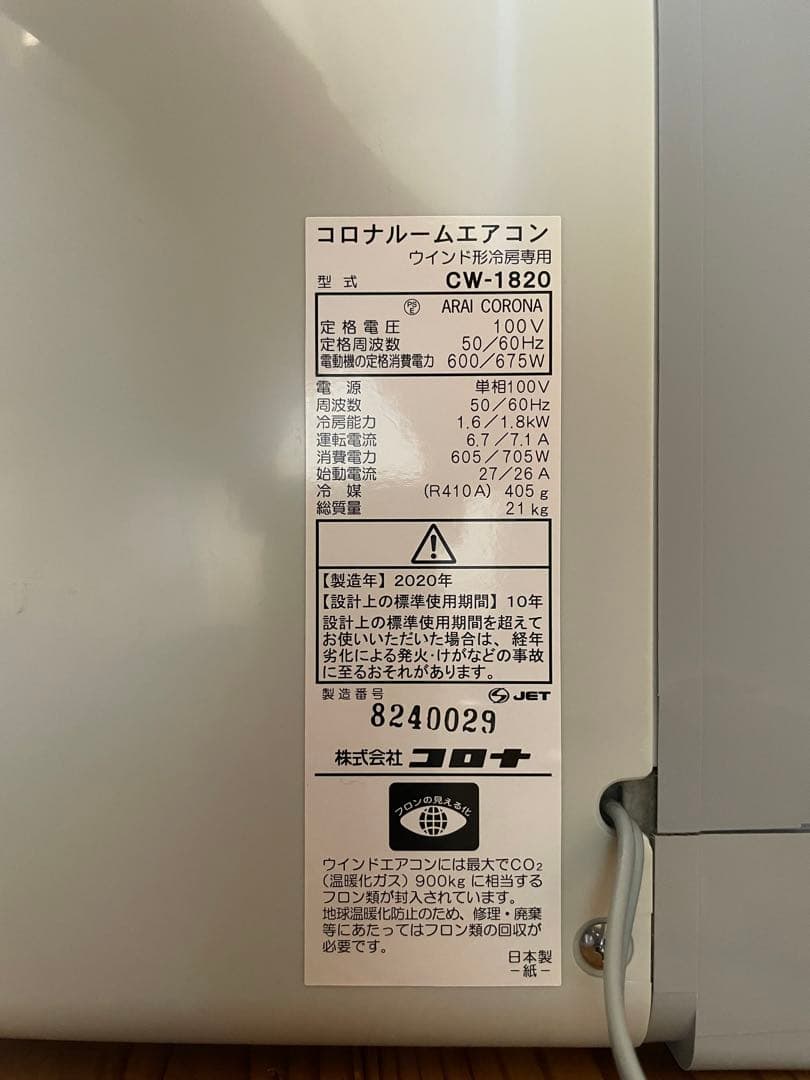 コロナルームエアコン
ウインド形冷房専用
型式 CW-1820
PS E ARAI CORONA
定格電圧 100V
定格周波数 50/60Hz
電動機の定格消費電力 600/675W
電源 単相100V
周波数 50/60Hz
冷房能力 1.6/1.8kW
運転電流 6.7/7.1A
消費電力 605/705W
始動電流 27/26A
冷媒 (R410A) 405g
総質量 21kg
【製造年】2020年
【設計上の標準使用期間】10年
設計上の標準使用期間を超えて
お使いいただいた場合は、経年
劣化による発火・けがなどの事故
に至るおそれがあります。
製造番号 JET
8240029
株式会社 コロナ
フロンの見える化
ウインドエアコンには最大でCO₂
(温暖化ガス)900kgに相当する
フロン類が封入されています。
地球温暖化防止のため、修理・廃棄
等にあたってはフロン類の回収が
必要です。
日本製
-紙-